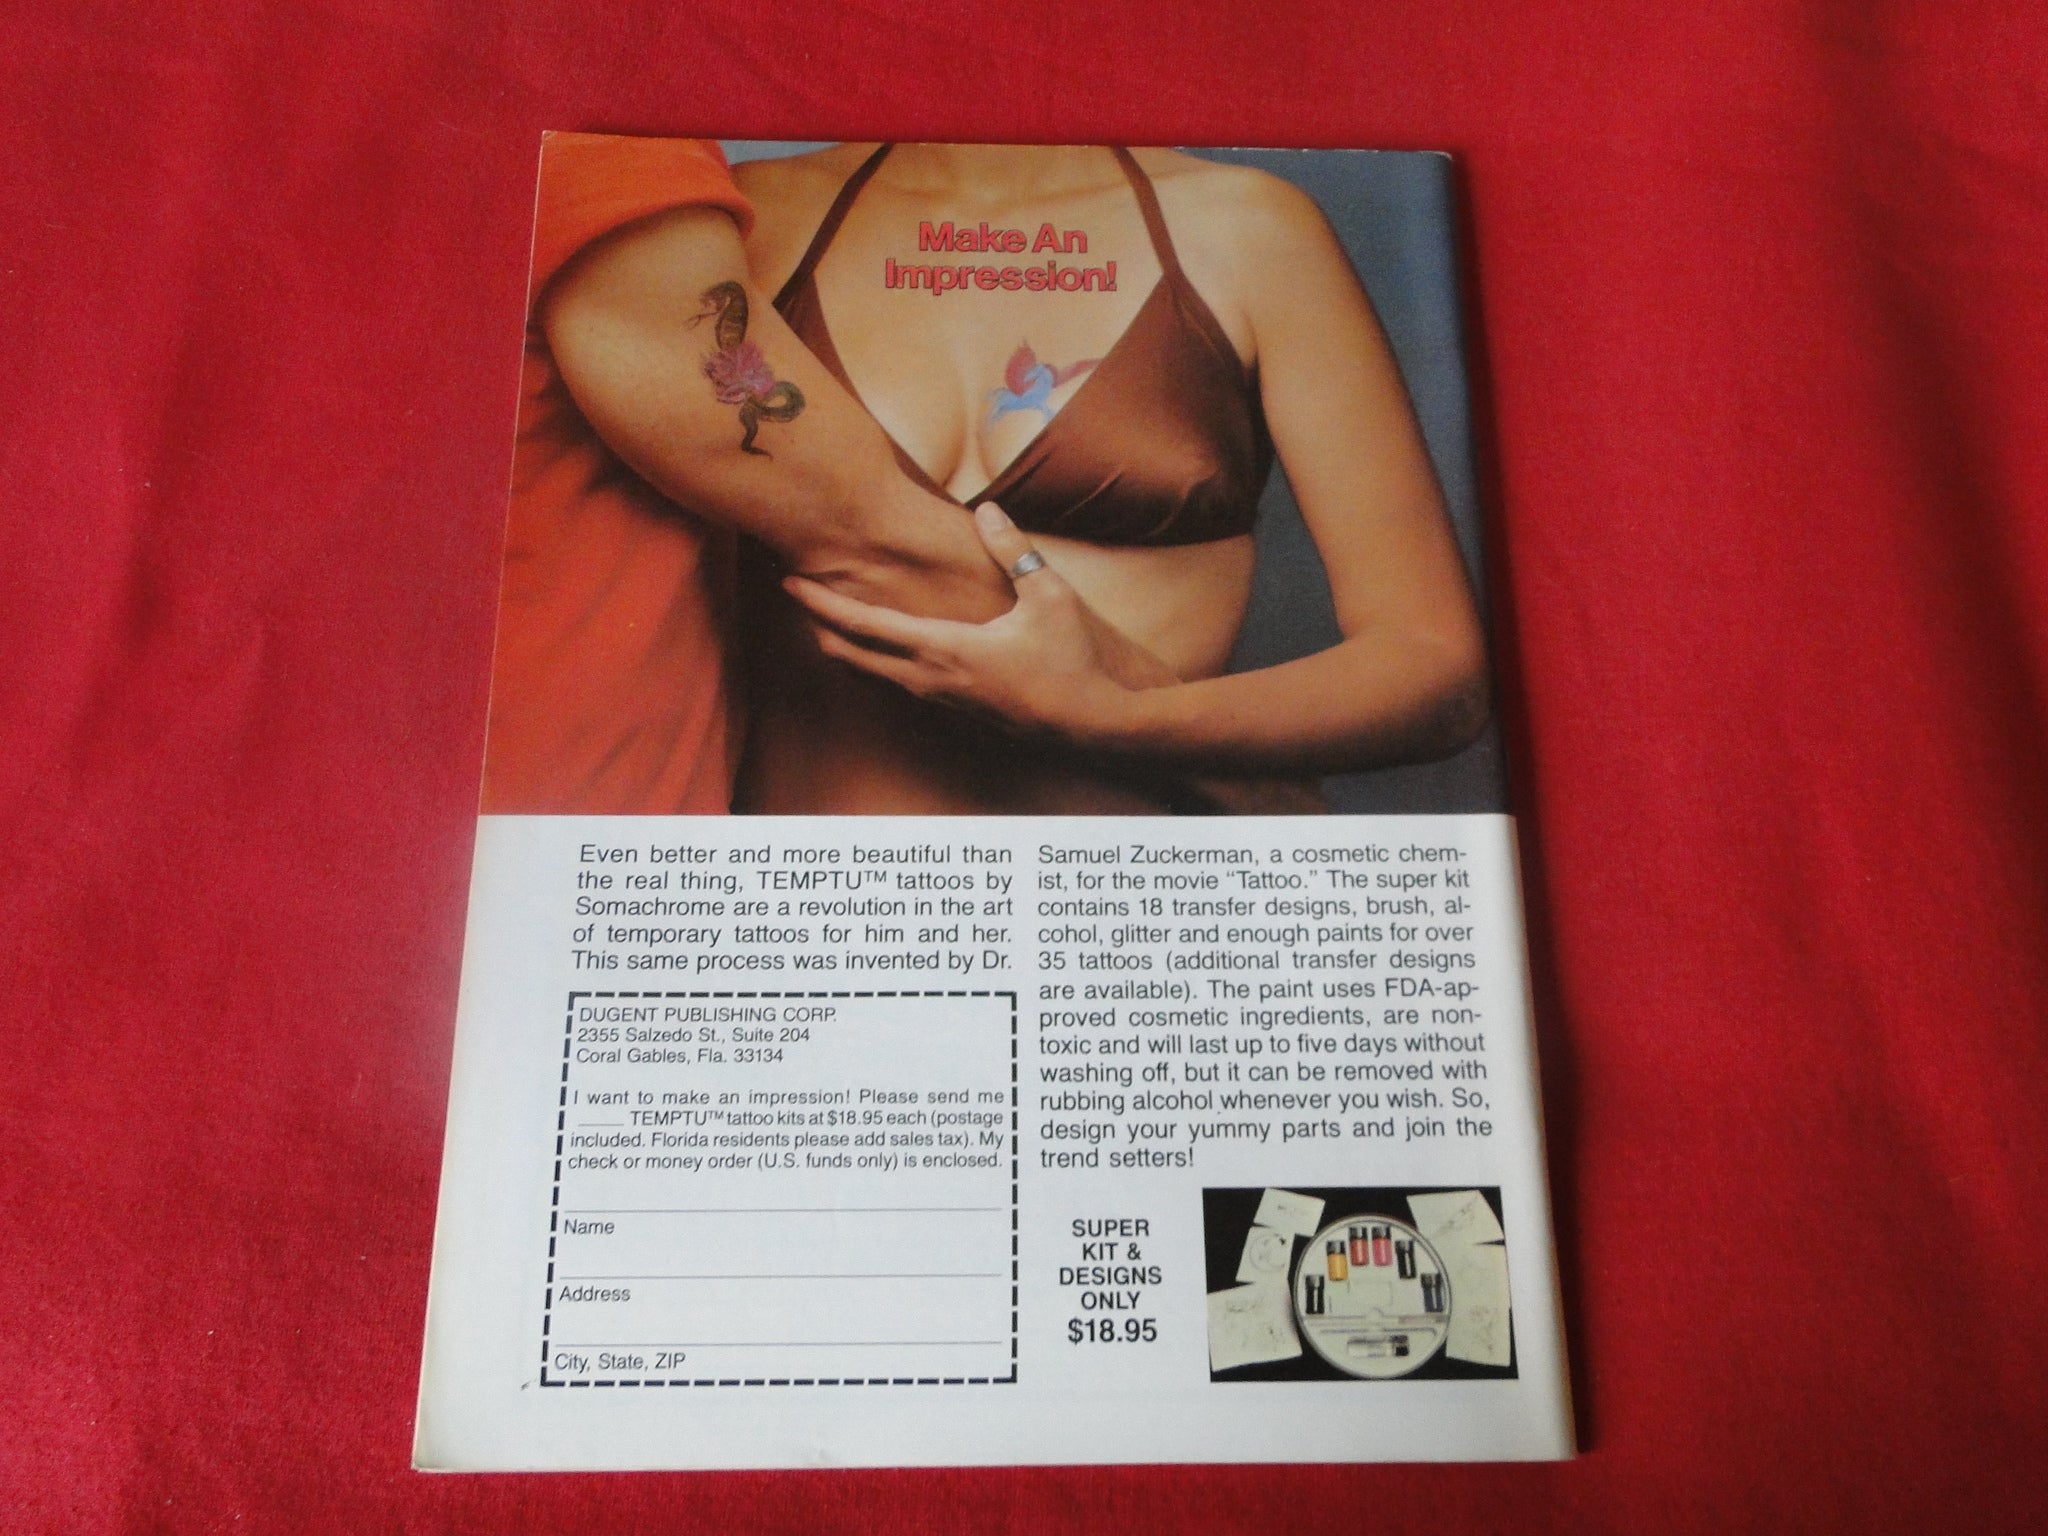 Make An
Impression!
Even better and more beautiful than
the real thing, TEMPTU™ tattoos by
Somachrome are a revolution in the art
of temporary tattoos for him and her.
This same process was invented by Dr.
Samuel Zuckerman, a cosmetic chem-
ist, for the movie “Tattoo.” The super kit
contains 18 transfer designs, brush, al-
cohol, glitter and enough paints for over
35 tattoos (additional transfer designs
are available). The paint uses FDA-ap-
proved cosmetic ingredients, are non-
toxic and will last up to five days without
washing off, but it can be removed with
rubbing alcohol whenever you wish. So,
design your yummy parts and join the
trend setters!
DUGENT PUBLISHING CORP.
2355 Salzedo St., Suite 204
Coral Gables, Fla. 33134
I want to make an impression! Please send me
____ TEMPTU™ tattoo kits at $18.95 each (postage
included. Florida residents please add sales tax). My
check or money order (U.S. funds only) is enclosed.
Name
Address
City, State, ZIP
SUPER
KIT &
DESIGNS
ONLY
$18.95